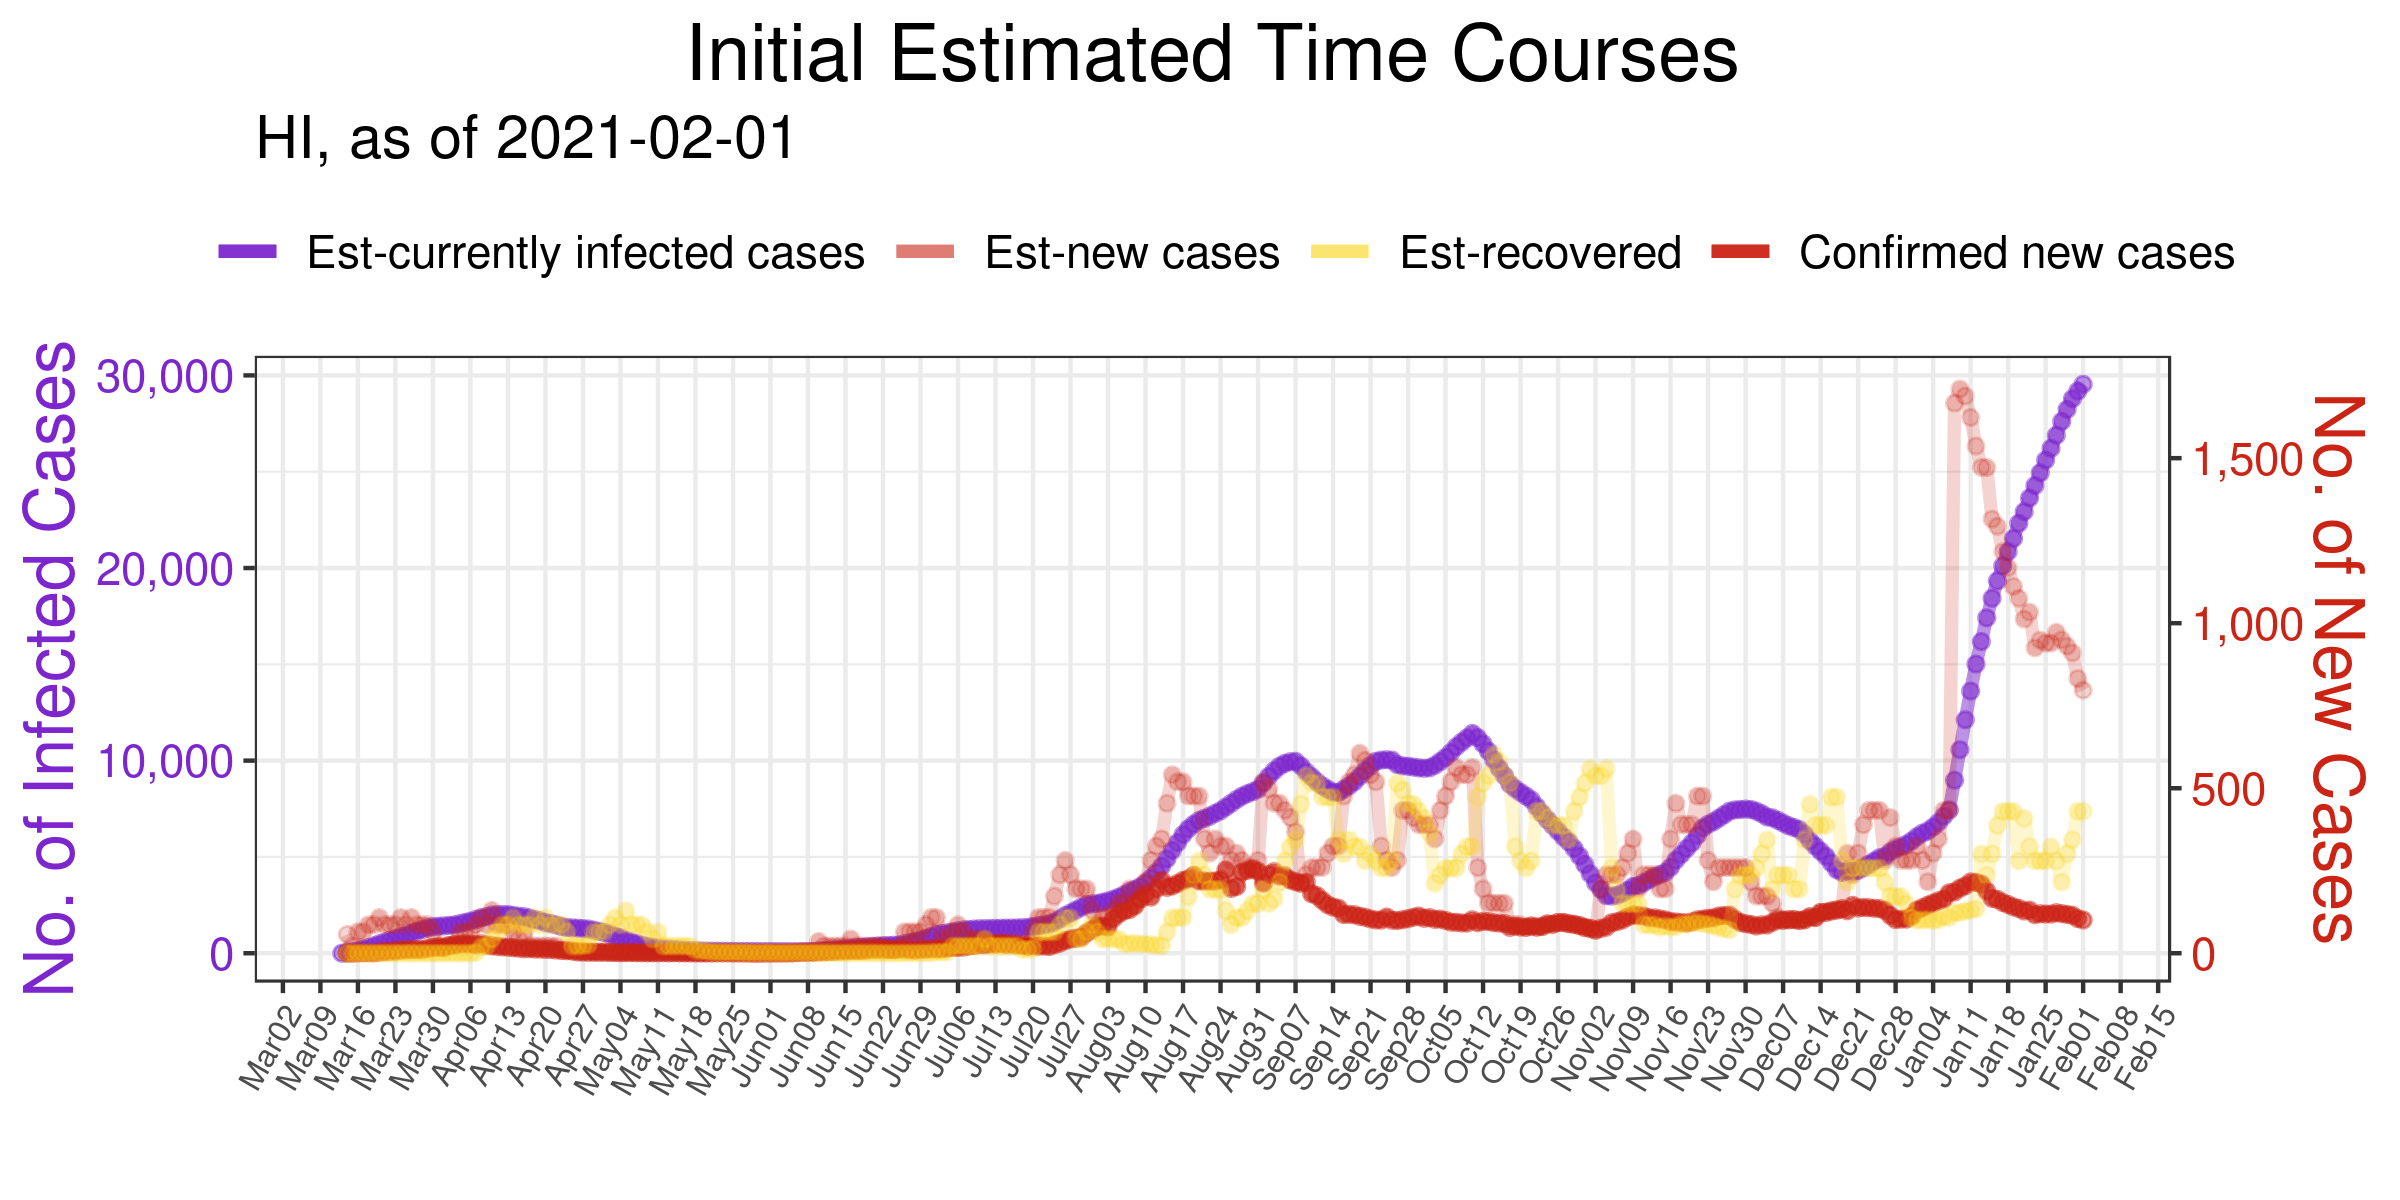 Initial Estimated Time Courses
HI, as of 2021-02-01
Est-currently infected cases Est-new cases Est-recovered Confirmed new cases
No. of Infected Cases
30,000
20,000
10,000
0
1,500
1,000
500
0
No. of New Cases
Mar02 Mar09 Mar16 Mar23 Mar30 Apr06 Apr13 Apr20 Apr27 May04 May11 May18 May25 Jun01 Jun08 Jun15 Jun22 Jun29 Jul06 Jul13 Jul20 Jul27 Aug03 Aug10 Aug17 Aug24 Aug31 Sep07 Sep14 Sep21 Sep28 Oct05 Oct12 Oct19 Oct26 Nov02 Nov09 Nov16 Nov23 Nov30 Dec07 Dec14 Dec21 Dec28 Jan04 Jan11 Jan18 Jan25 Feb01 Feb08 Feb15